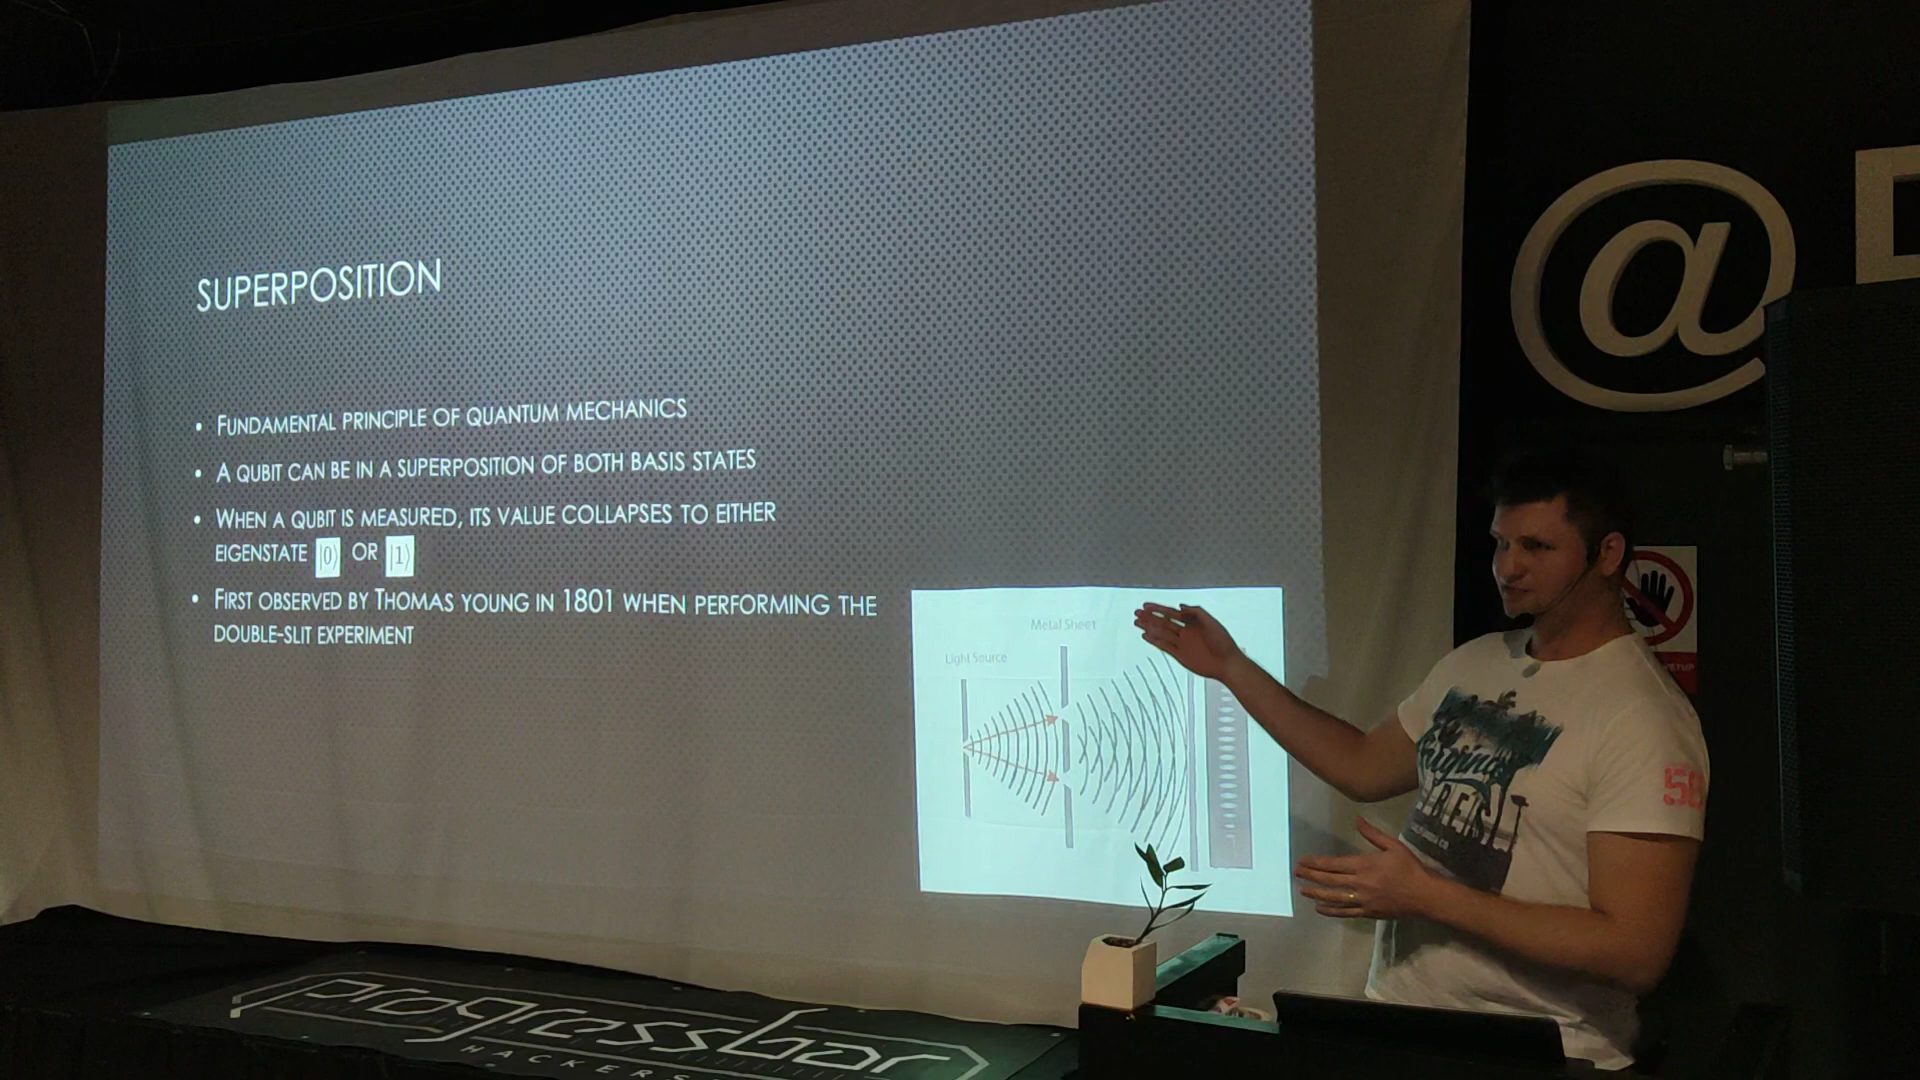 SUPERPOSITION
• FUNDAMENTAL PRINCIPLE OF QUANTUM MECHANICS
• A QUBIT CAN BE IN A SUPERPOSITION OF BOTH BASIS STATES
• WHEN A QUBIT IS MEASURED, ITS VALUE COLLAPSES TO EITHER
EIGENSTATE |0⟩ OR |1⟩
• FIRST OBSERVED BY THOMAS YOUNG IN 1801 WHEN PERFORMING THE
DOUBLE-SLIT EXPERIMENT
Metal Sheet
Light Source
@
Original
58
progressbar
HACKERS